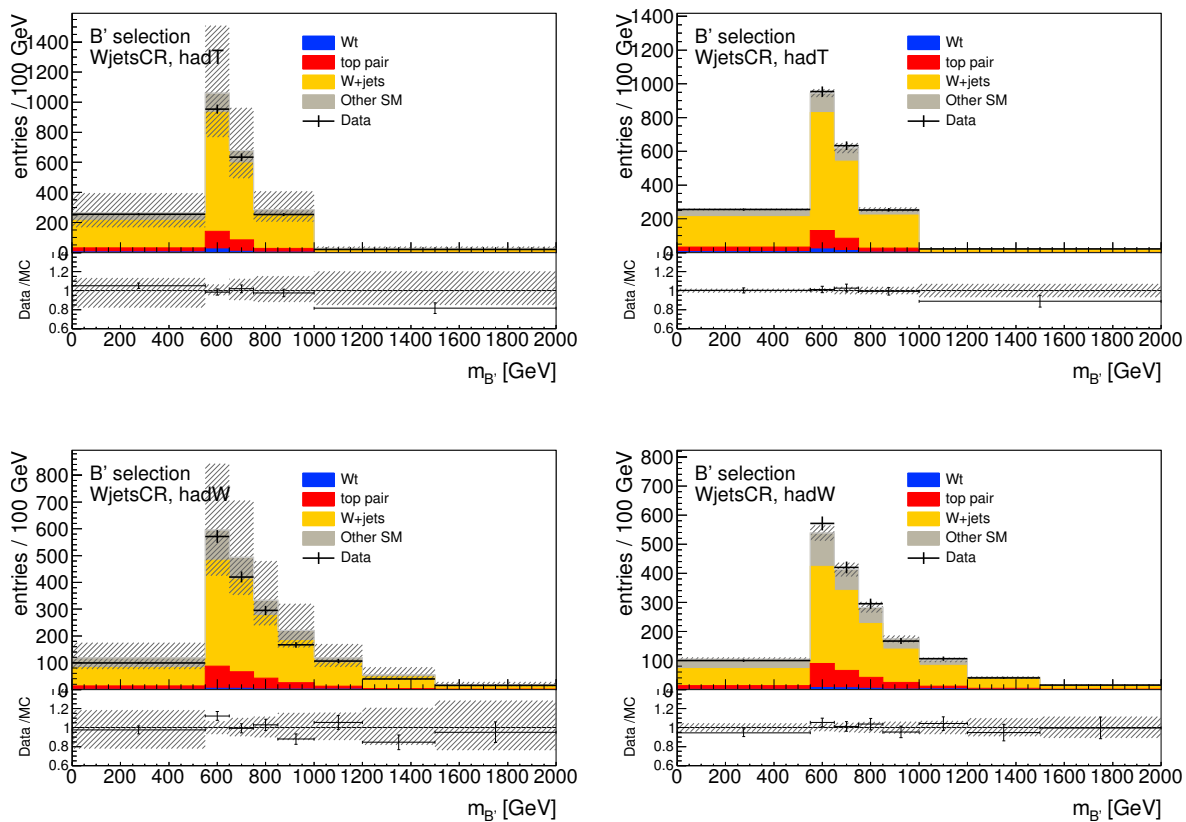 entries / 100 GeV
1400
1200
1000
800
600
400
200
0
B' selection
WjetsCR, hadT
Wt
top pair
W+jets
Other SM
Data
Data /MC
1.2
1
0.8
0.6
0 200 400 600 800 1000 1200 1400 1600 1800 2000
m_B' [GeV]
entries / 100 GeV
1400
1200
1000
800
600
400
200
0
B' selection
WjetsCR, hadT
Wt
top pair
W+jets
Other SM
Data
Data /MC
1.2
1
0.8
0.6
0 200 400 600 800 1000 1200 1400 1600 1800 2000
m_B' [GeV]
entries / 100 GeV
800
700
600
500
400
300
200
100
B' selection
WjetsCR, hadW
Wt
top pair
W+jets
Other SM
Data
Data /MC
1.2
1
0.8
0.6
0 200 400 600 800 1000 1200 1400 1600 1800 2000
m_B' [GeV]
entries / 100 GeV
800
700
600
500
400
300
200
100
B' selection
WjetsCR, hadW
Wt
top pair
W+jets
Other SM
Data
Data /MC
1.2
1
0.8
0.6
0 200 400 600 800 1000 1200 1400 1600 1800 2000
m_B' [GeV]